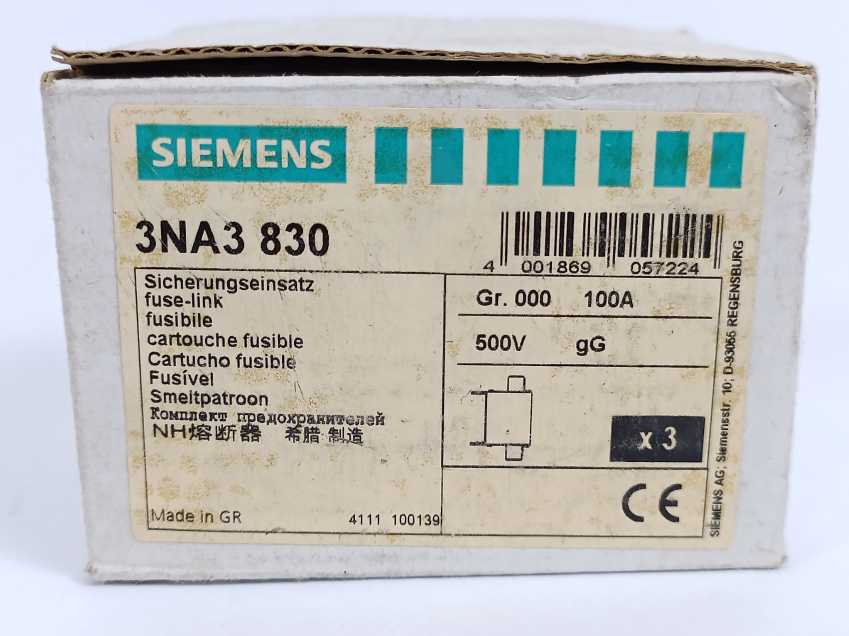 SIEMENS
3NA3 830
4 001869 057224
Sicherungseinsatz
fuse-link
fusibile
cartouche fusible
Cartucho fusible
Fusível
Smeltpatroon
Комплект предохранителей
NH熔断器 希腊 制造
Made in GR
4111 100139
Gr. 000 100A
500V gG
x 3
CE
SIEMENS AG; Siemensstr. 10; D-93055 REGENSBURG